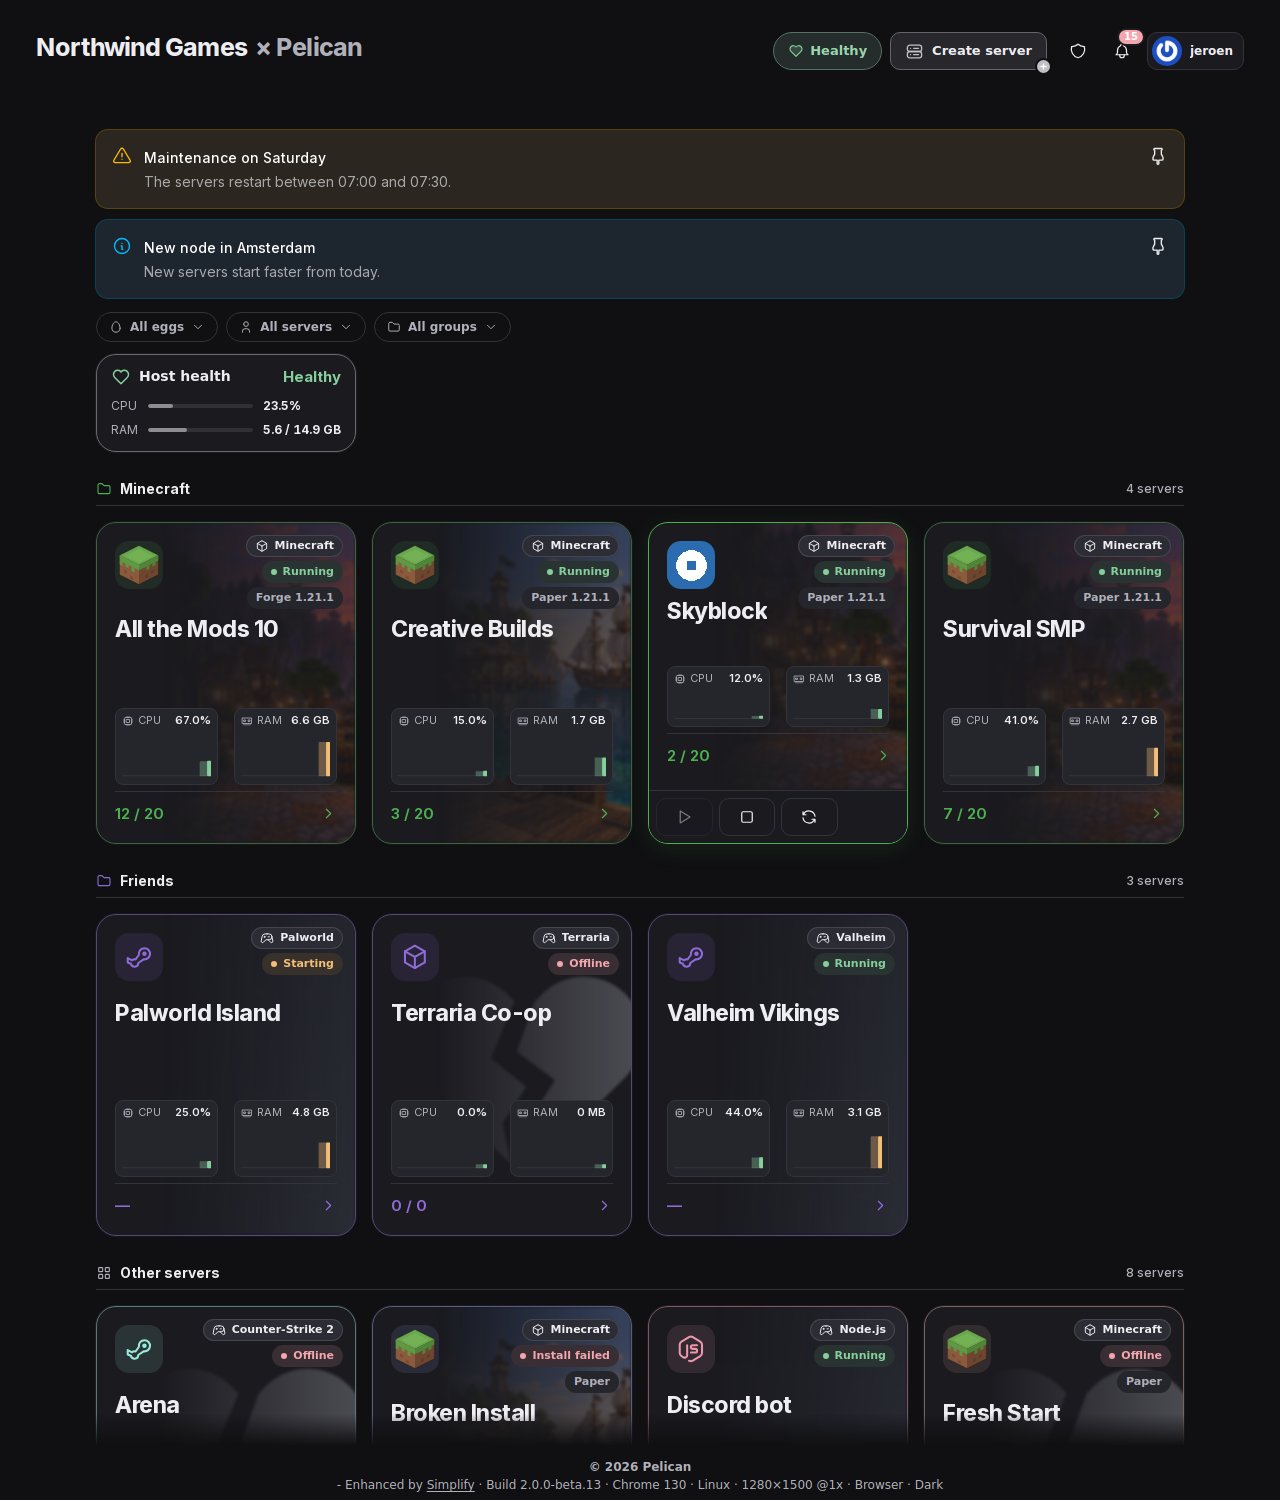 Northwind Games × Pelican
Healthy
Create server
15
jeroen
Maintenance on Saturday
The servers restart between 07:00 and 07:30.
New node in Amsterdam
New servers start faster from today.
All eggs
All servers
All groups
Host health
Healthy
CPU 23.5%
RAM 5.6 / 14.9 GB
Minecraft
4 servers
Minecraft
Running
Forge 1.21.1
All the Mods 10
CPU 67.0%
RAM 6.6 GB
12 / 20
Minecraft
Running
Paper 1.21.1
Creative Builds
CPU 15.0%
RAM 1.7 GB
3 / 20
Minecraft
Running
Paper 1.21.1
Skyblock
CPU 12.0%
RAM 1.3 GB
2 / 20
Minecraft
Running
Paper 1.21.1
Survival SMP
CPU 41.0%
RAM 2.7 GB
7 / 20
Friends
3 servers
Palworld
Starting
Palworld Island
CPU 25.0%
RAM 4.8 GB
—
Terraria
Offline
Terraria Co-op
CPU 0.0%
RAM 0 MB
0 / 0
Valheim
Running
Valheim Vikings
CPU 44.0%
RAM 3.1 GB
—
Other servers
8 servers
Counter-Strike 2
Offline
Arena
Minecraft
Install failed
Paper
Broken Install
Node.js
Running
Discord bot
Minecraft
Offline
Paper
Fresh Start
© 2026 Pelican
- Enhanced by Simplify · Build 2.0.0-beta.13 · Chrome 130 · Linux · 1280×1500 @1x · Browser · Dark